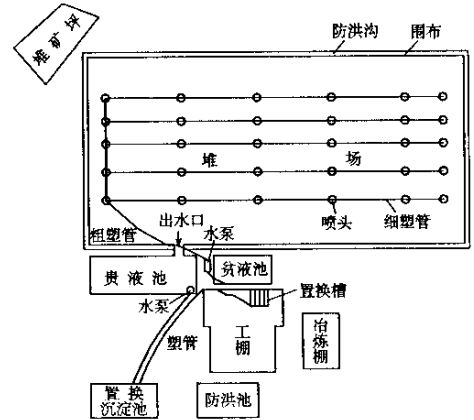 堆矿坪
防洪沟
围布
堆场
喷头
细塑管
粗塑管
出水口
水泵
贵液池
贫液池
水泵
置换槽
塑管
工棚
冶炼棚
置换
沉淀池
防洪池